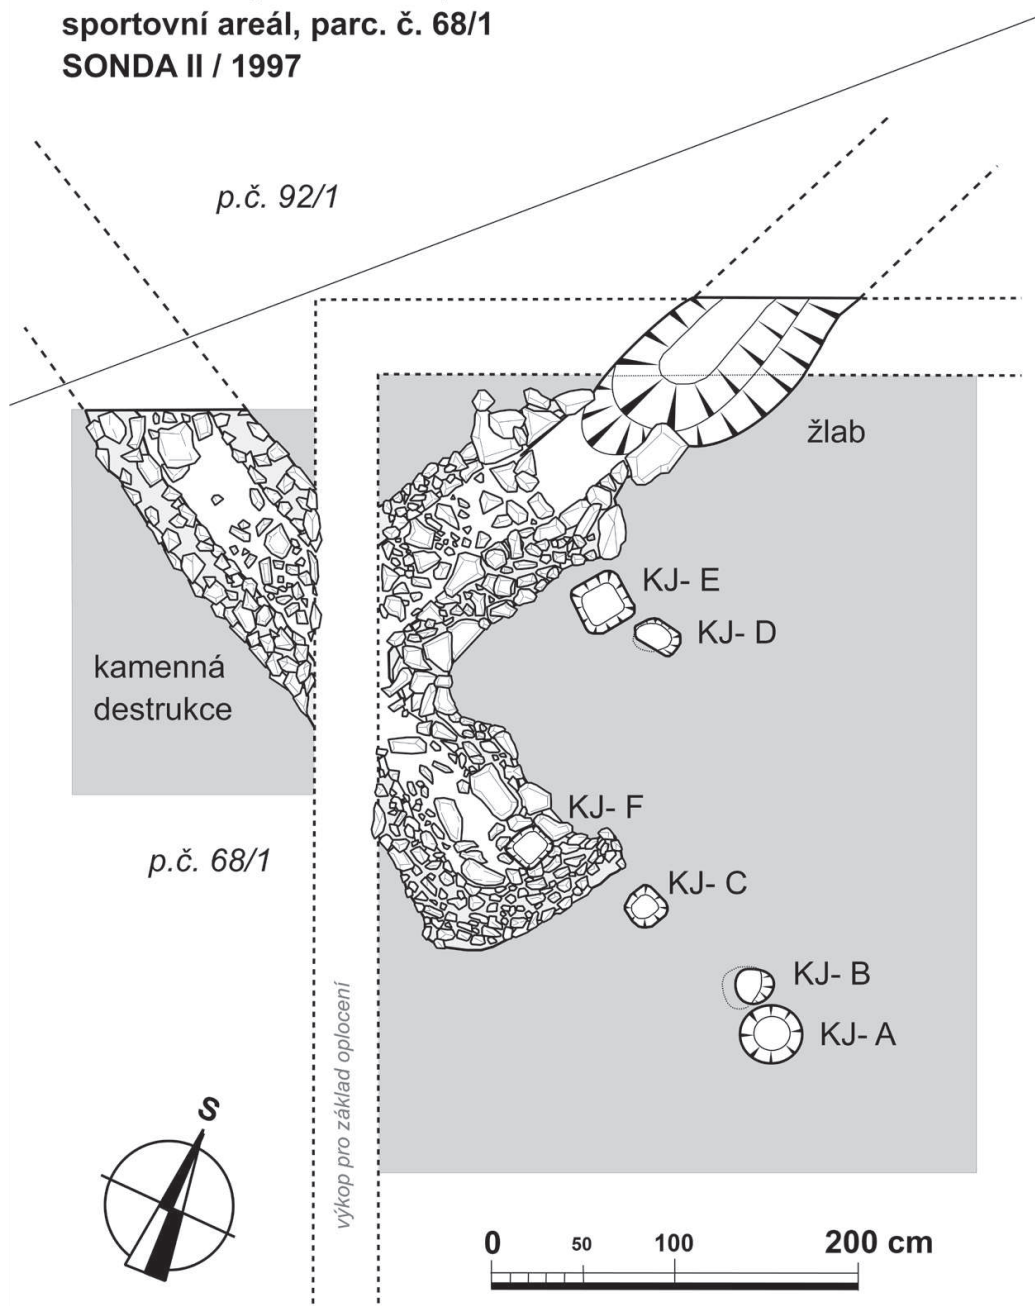 sportovní areál, parc. č. 68/1
SONDA II / 1997
p.č. 92/1
žlab
KJ- E
KJ- D
kamenná
destrukce
KJ- F
p.č. 68/1
KJ- C
KJ- B
KJ- A
výkop pro základ oplocení
S
0
50
100
200 cm